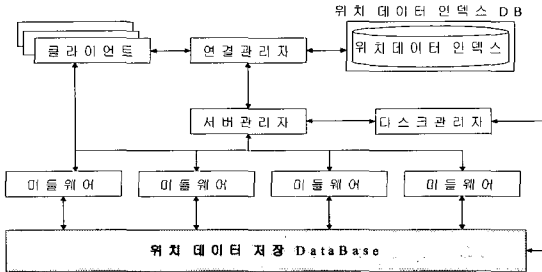 위치 데이터 인덱스 DB
클라이언트
연결관리자
위치데이터 인덱스
서버관리자
디스크관리자
미들웨어
미들웨어
미들웨어
미들웨어
위치 데이터 저장 DataBase